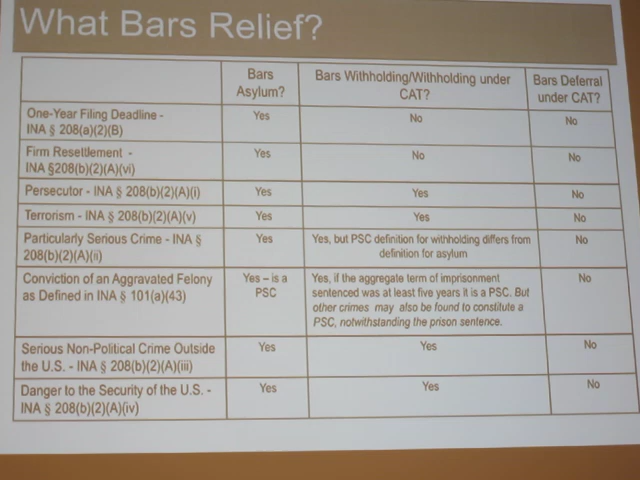 What Bars Relief?
Bars
Asylum?
Bars Withholding/Withholding under
CAT?
Bars Deferral
under CAT?
One-Year Filing Deadline -
INA § 208(a)(2)(B)
Yes
No
No
Firm Resettlement -
INA §208(b)(2)(A)(vi)
Yes
No
No
Persecutor - INA § 208(b)(2)(A)(i)
Yes
Yes
No
Terrorism - INA § 208(b)(2)(A)(v)
Yes
Yes
No
Particularly Serious Crime - INA §
208(b)(2)(A)(ii)
Yes
Yes, but PSC definition for withholding differs from
definition for asylum
No
Conviction of an Aggravated Felony
as Defined in INA § 101(a)(43)
Yes – is a
PSC
Yes, if the aggregate term of imprisonment
sentenced was at least five years it is a PSC. But
other crimes may also be found to constitute a
PSC, notwithstanding the prison sentence.
No
Serious Non-Political Crime Outside
the U.S. - INA § 208(b)(2)(A)(iii)
Yes
Yes
No
Danger to the Security of the U.S. -
INA § 208(b)(2)(A)(iv)
Yes
Yes
No